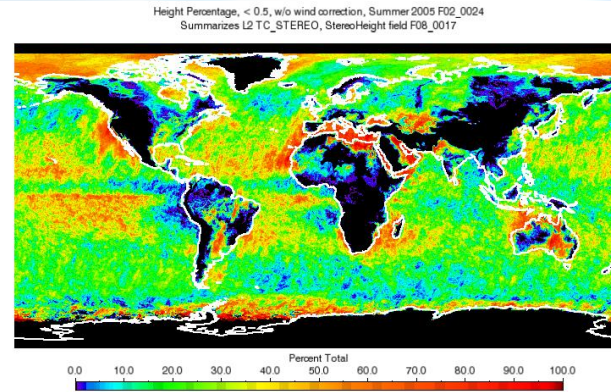 Height Percentage, < 0.5, w/o wind correction, Summer 2005 F02_0024
Summarizes L2 TC_STEREO, StereoHeight field F08_0017
Percent Total
0.0 10.0 20.0 30.0 40.0 50.0 60.0 70.0 80.0 90.0 100.0